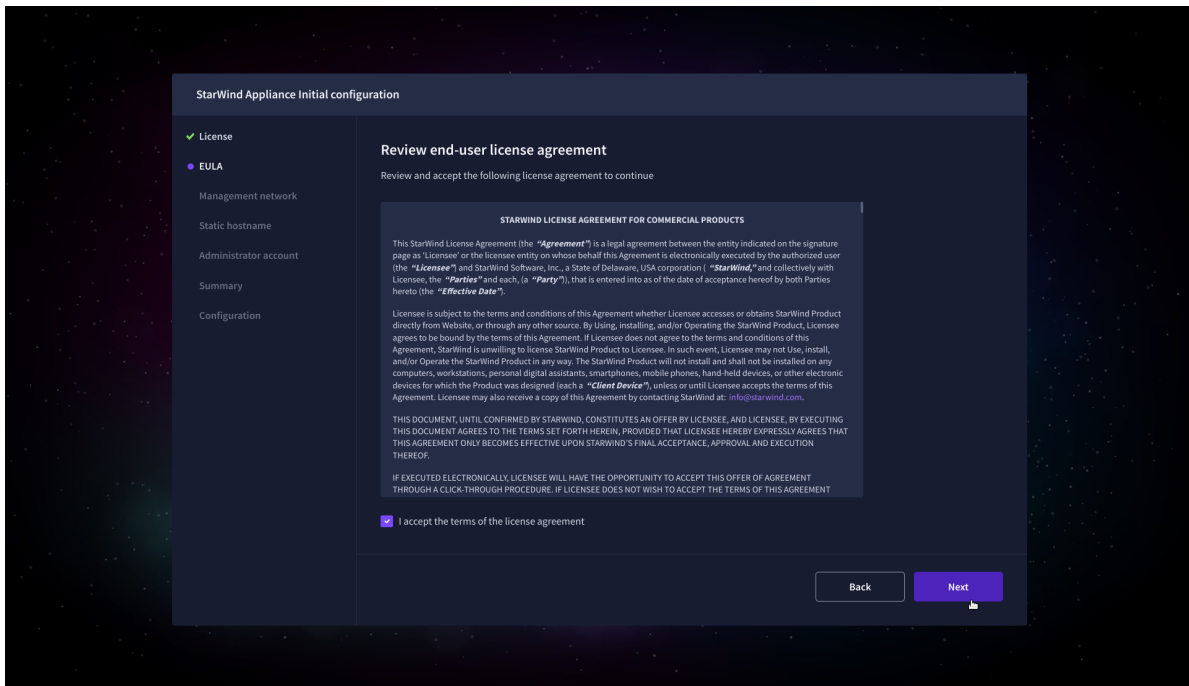 StarWind Appliance Initial configuration
License
EULA
Management network
Static hostname
Administrator account
Summary
Configuration
Review end-user license agreement
Review and accept the following license agreement to continue
STARWIND LICENSE AGREEMENT FOR COMMERCIAL PRODUCTS
This StarWind License Agreement (the “Agreement”) is a legal agreement between the entity indicated on the signature
page as 'Licensee' or the licensee entity on whose behalf this Agreement is electronically executed by the authorized user
(the “Licensee”) and StarWind Software, Inc., a State of Delaware, USA corporation ( “StarWind,” and collectively with
Licensee, the “Parties” and each, (a “Party”)), that is entered into as of the date of acceptance hereof by both Parties
hereto (the “Effective Date”).
Licensee is subject to the terms and conditions of this Agreement whether Licensee accesses or obtains StarWind Product
directly from Website, or through any other source. By Using, installing, and/or Operating the StarWind Product, Licensee
agrees to be bound by the terms of this Agreement. If Licensee does not agree to the terms and conditions of this
Agreement, StarWind is unwilling to license StarWind Product to Licensee. In such event, Licensee may not Use, install,
and/or Operate the StarWind Product in any way. The StarWind Product will not install and shall not be installed on any
computers, workstations, personal digital assistants, smartphones, mobile phones, hand-held devices, or other electronic
devices for which the Product was designed (each a “Client Device”), unless or until Licensee accepts the terms of this
Agreement. Licensee may also receive a copy of this Agreement by contacting StarWind at: info@starwind.com.
THIS DOCUMENT, UNTIL CONFIRMED BY STARWIND, CONSTITUTES AN OFFER BY LICENSEE, AND LICENSEE, BY EXECUTING
THIS DOCUMENT AGREES TO THE TERMS SET FORTH HEREIN, PROVIDED THAT LICENSEE HEREBY EXPRESSLY AGREES THAT
THIS AGREEMENT ONLY BECOMES EFFECTIVE UPON STARWIND'S FINAL ACCEPTANCE, APPROVAL AND EXECUTION
THEREOF.
IF EXECUTED ELECTRONICALLY, LICENSEE WILL HAVE THE OPPORTUNITY TO ACCEPT THIS OFFER OF AGREEMENT
THROUGH A CLICK-THROUGH PROCEDURE. IF LICENSEE DOES NOT WISH TO ACCEPT THE TERMS OF THIS AGREEMENT
I accept the terms of the license agreement
Back
Next